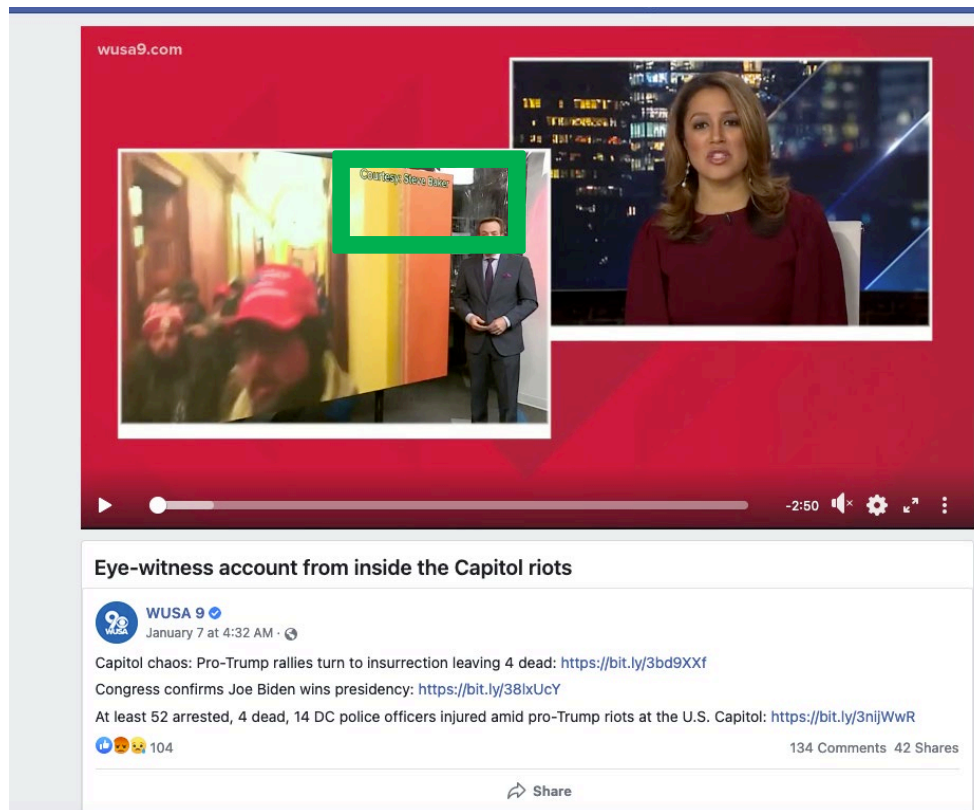 wusa9.com
Courtesy: Steve Baker
-2:50
Eye-witness account from inside the Capitol riots
9 WUSA
WUSA 9
January 7 at 4:32 AM ·
Capitol chaos: Pro-Trump rallies turn to insurrection leaving 4 dead: https://bit.ly/3bd9XXf
Congress confirms Joe Biden wins presidency: https://bit.ly/38lxUcY
At least 52 arrested, 4 dead, 14 DC police officers injured amid pro-Trump riots at the U.S. Capitol: https://bit.ly/3nijWwR
104 134 Comments 42 Shares
Share